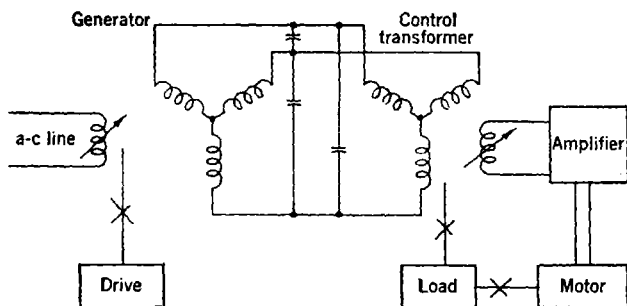 Generator
Control
transformer
a-c line
Amplifier
Drive
Load
Motor